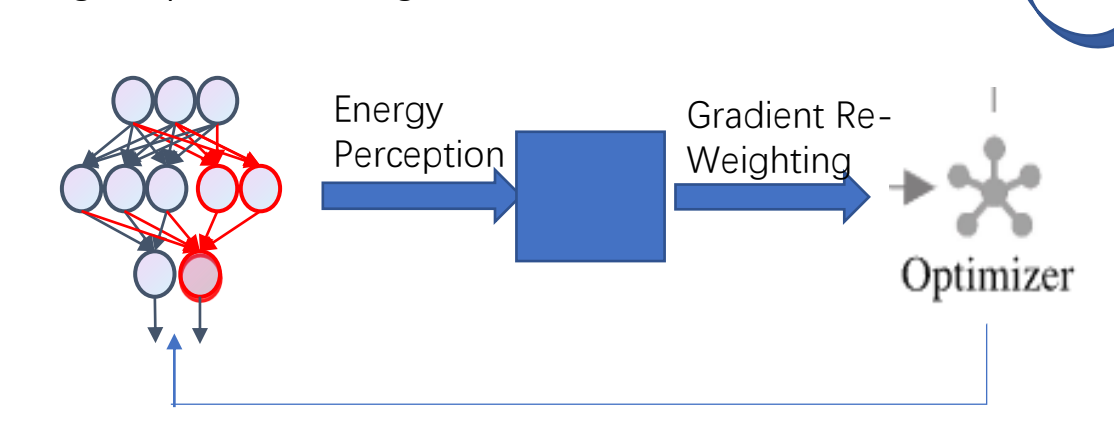 Energy
Perception
Gradient Re-
Weighting
Optimizer